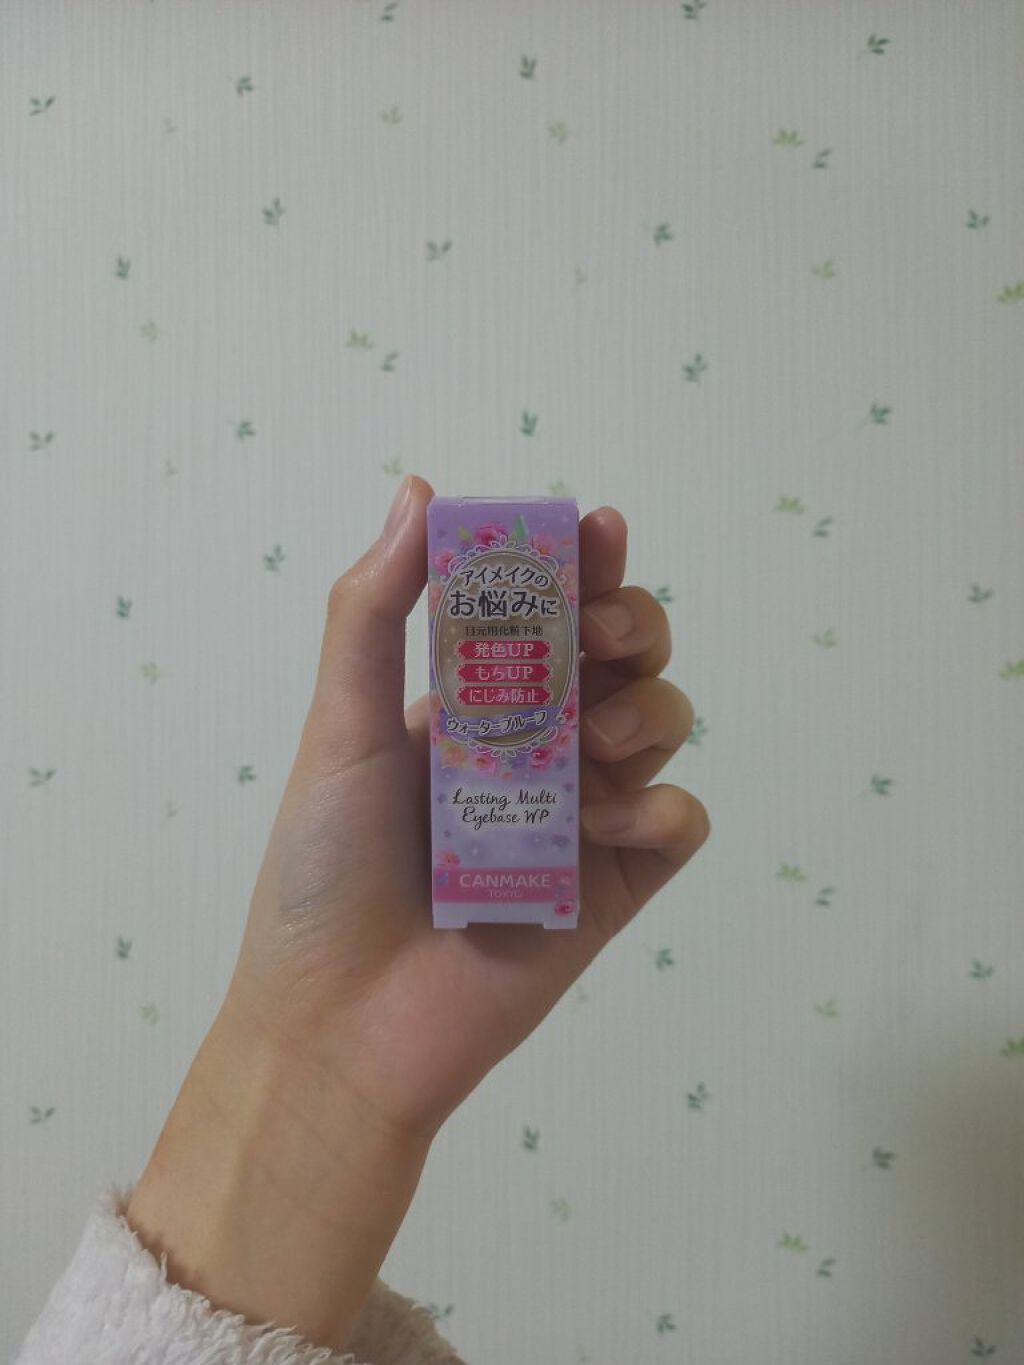 アイメイクの
お悩みに
目元用化粧下地
発色UP
もちUP
にじみ防止
ウォータープルーフ
Lasting Multi
Eyebase WP
CANMAKE
TOKYO